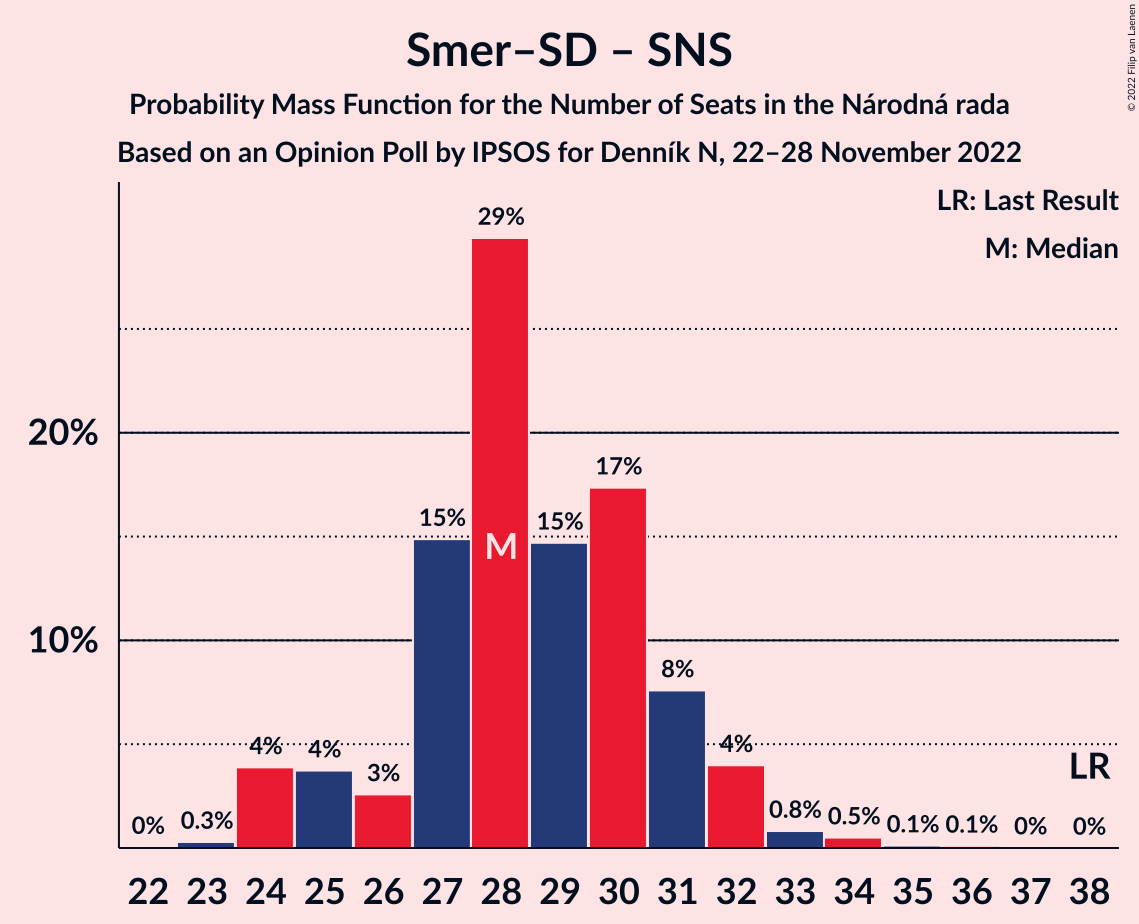 Smer–SD – SNS
Probability Mass Function for the Number of Seats in the Národná rada
Based on an Opinion Poll by IPSOS for Denník N, 22–28 November 2022
© 2022 Filip van Laenen
LR: Last Result
M: Median
20%
10%
0%
0.3%
4%
4%
3%
15%
29%
M
15%
17%
8%
4%
0.8%
0.5%
0.1%
0.1%
0%
0%
LR
22 23 24 25 26 27 28 29 30 31 32 33 34 35 36 37 38